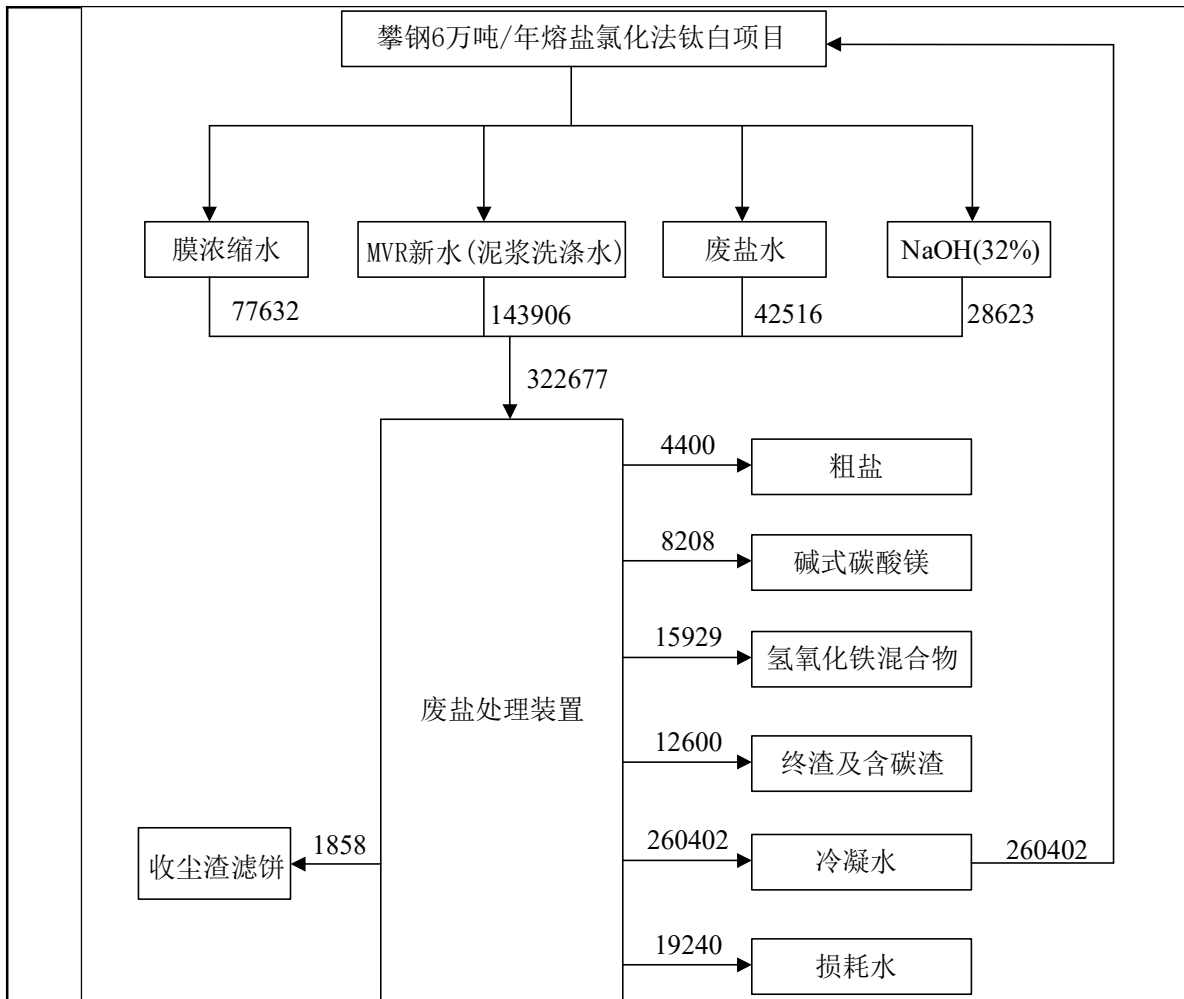 攀钢6万吨/年熔盐氯化法钛白项目
膜浓缩水
MVR新水(泥浆洗涤水)
废盐水
NaOH(32%)
77632
143906
42516
28623
322677
4400
粗盐
8208
碱式碳酸镁
15929
氢氧化铁混合物
废盐处理装置
12600
终渣及含碳渣
收尘渣滤饼
1858
260402
冷凝水
260402
19240
损耗水